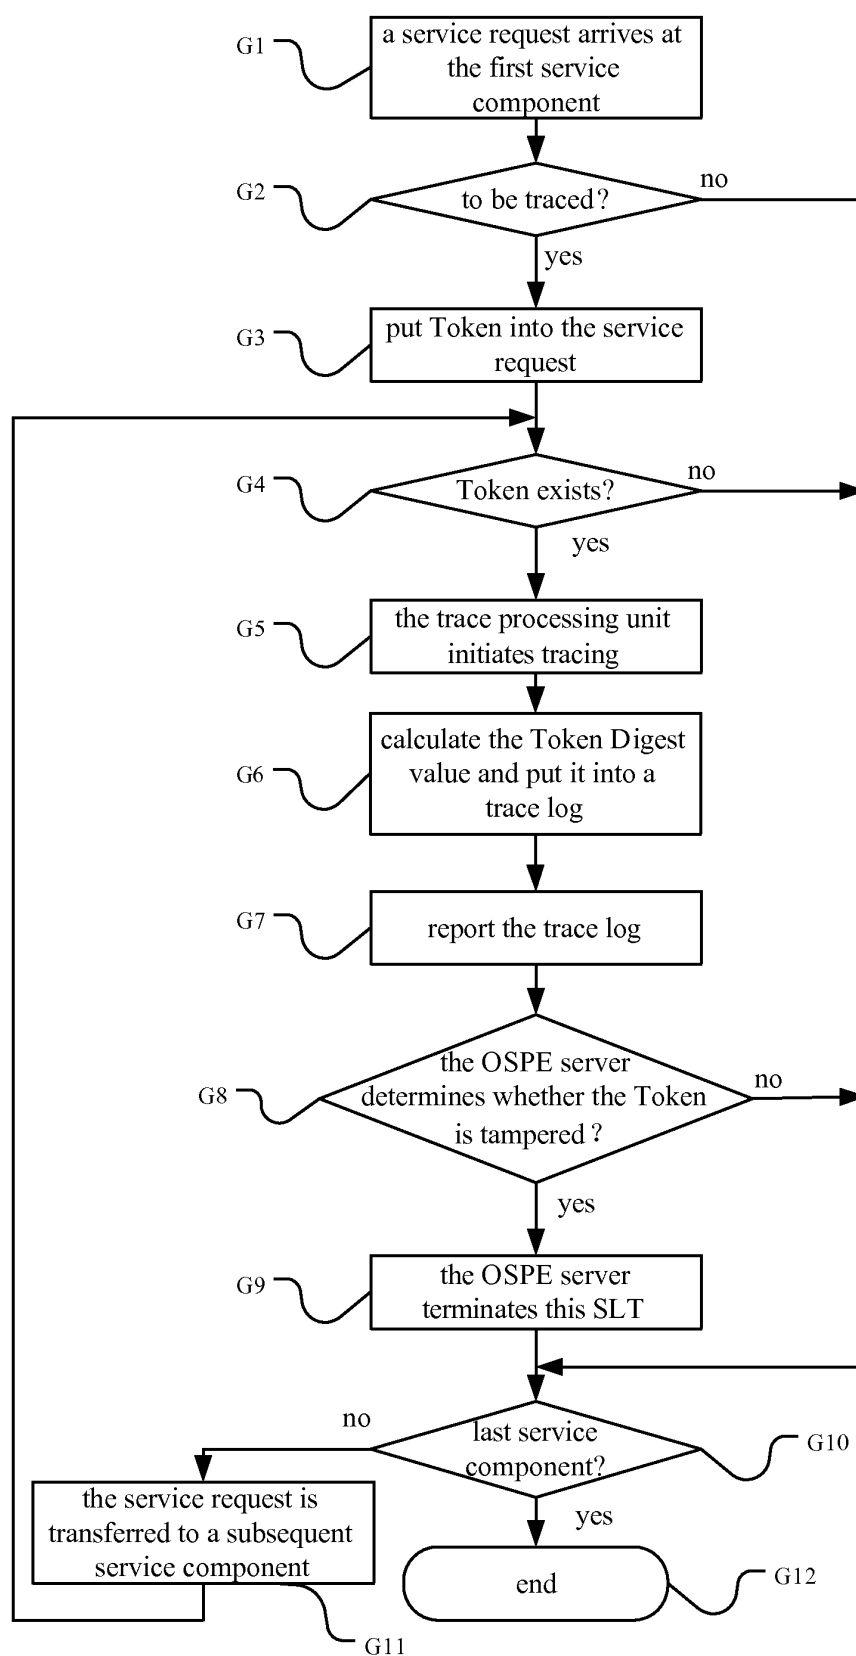 G1
a service request arrives at
the first service
component
G2
to be traced?
no
yes
G3
put Token into the service
request
G4
Token exists?
no
yes
G5
the trace processing unit
initiates tracing
G6
calculate the Token Digest
value and put it into a
trace log
G7
report the trace log
G8
the OSPE server
determines whether the Token
is tampered?
no
yes
G9
the OSPE server
terminates this SLT
no
last service
component?
G10
yes
the service request is
transferred to a subsequent
service component
end
G12
G11